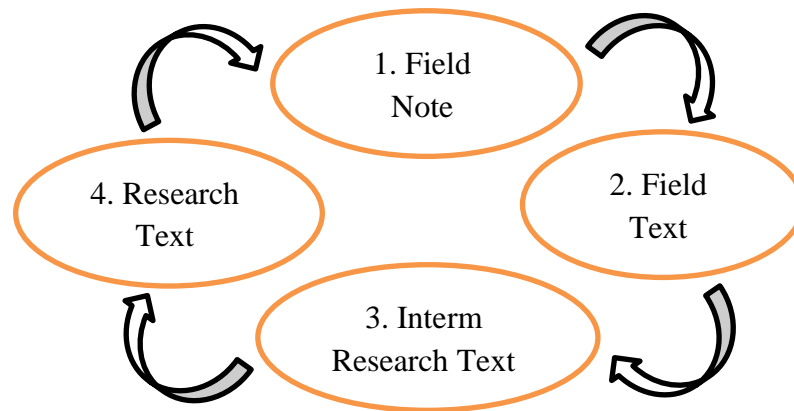 1. Field
Note
2. Field
Text
3. Interm
Research Text
4. Research
Text